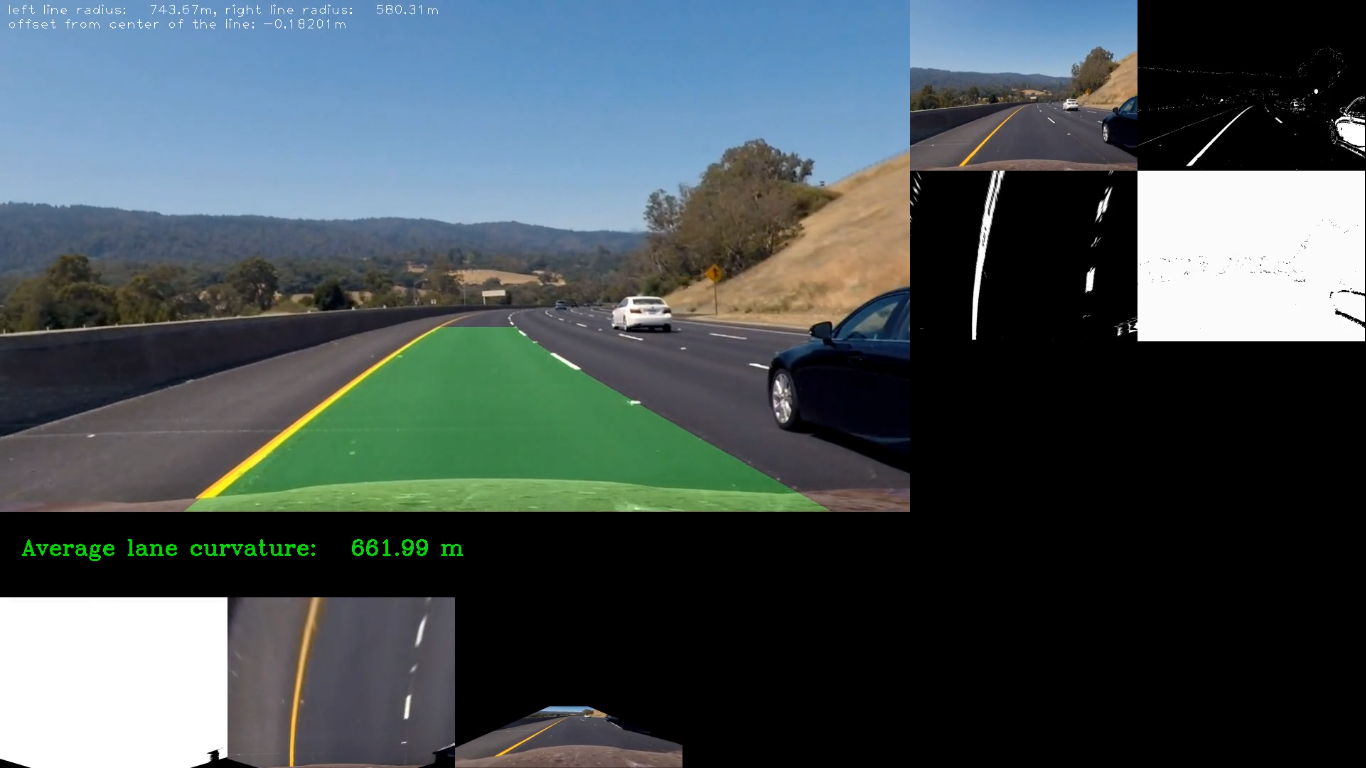 left line radius: 743.67m, right line radius: 580.31m
offset from center of the line: -0.18201m
Average lane curvature: 661.99 m